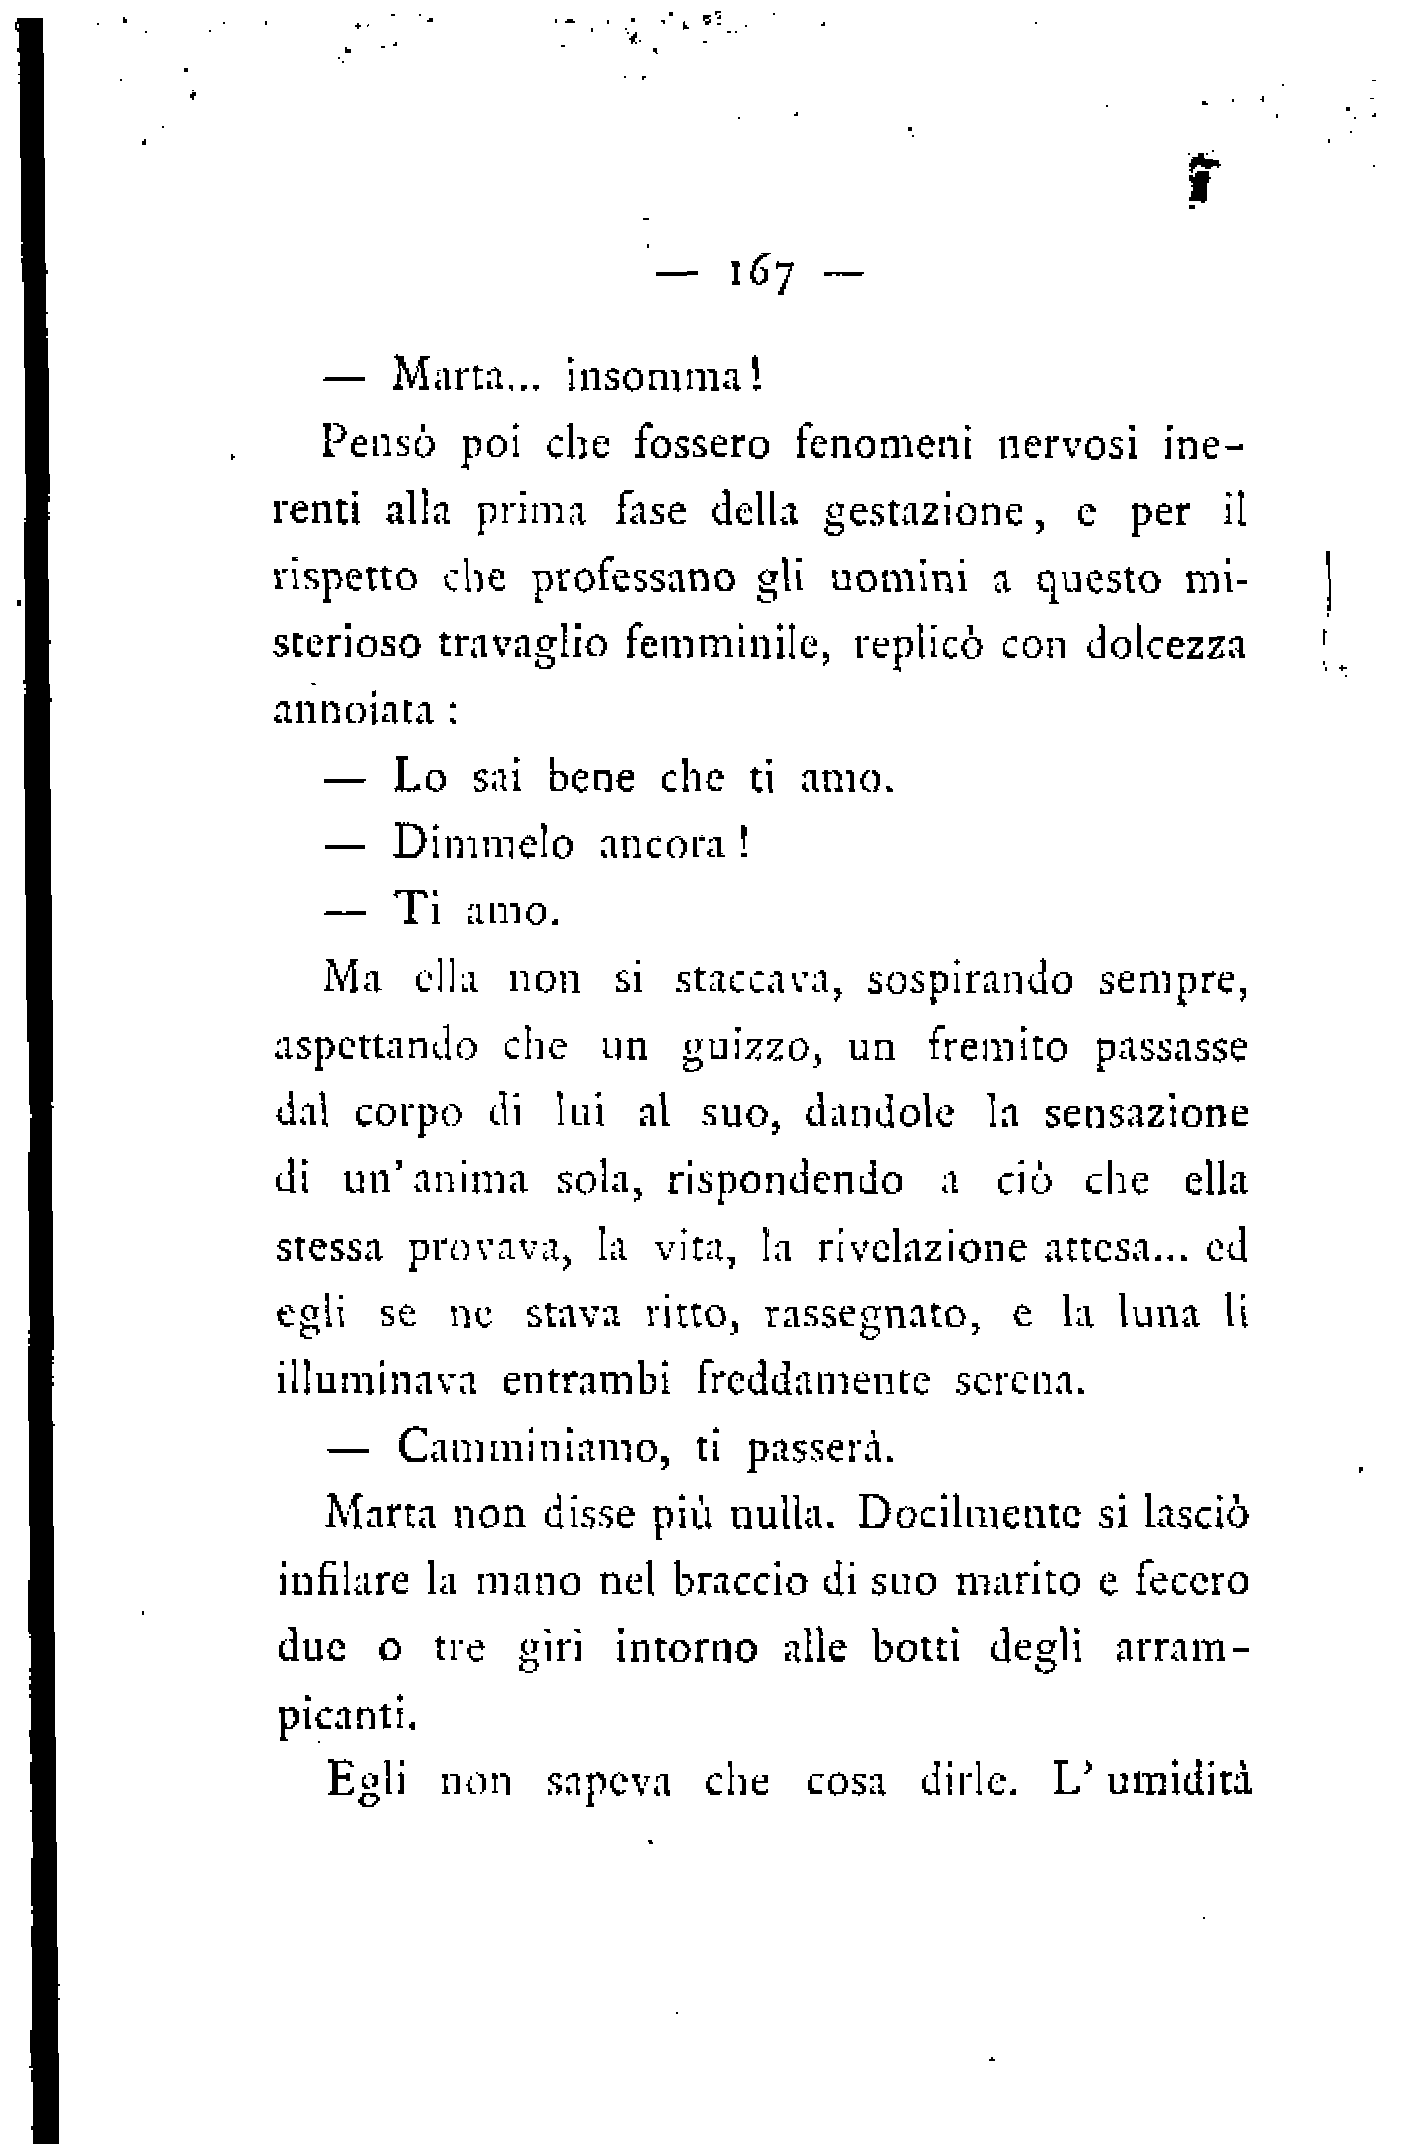 — 167 —
— Marta... insomma!
Pensò poi che fossero fenomeni nervosi ine-
renti alla prima fase della gestazione, e per il
rispetto che professano gli uomini a questo mi-
sterioso travaglio femminile, replicò con dolcezza
annoiata:
— Lo sai bene che ti amo.
— Dimmelo ancora!
— Ti amo.
Ma ella non si staccava, sospirando sempre,
aspettando che un guizzo, un fremito passasse
dal corpo di lui al suo, dandole la sensazione
di un' anima sola, rispondendo a ciò che ella
stessa provava, la vita, la rivelazione attesa... ed
egli se ne stava ritto, rassegnato, e la luna li
illuminava entrambi freddamente serena.
— Camminiamo, ti passerà.
Marta non disse più nulla. Docilmente si lasciò
infilare la mano nel braccio di suo marito e fecero
due o tre giri intorno alle botti degli arram-
picanti.
Egli non sapeva che cosa dirle. L' umidità